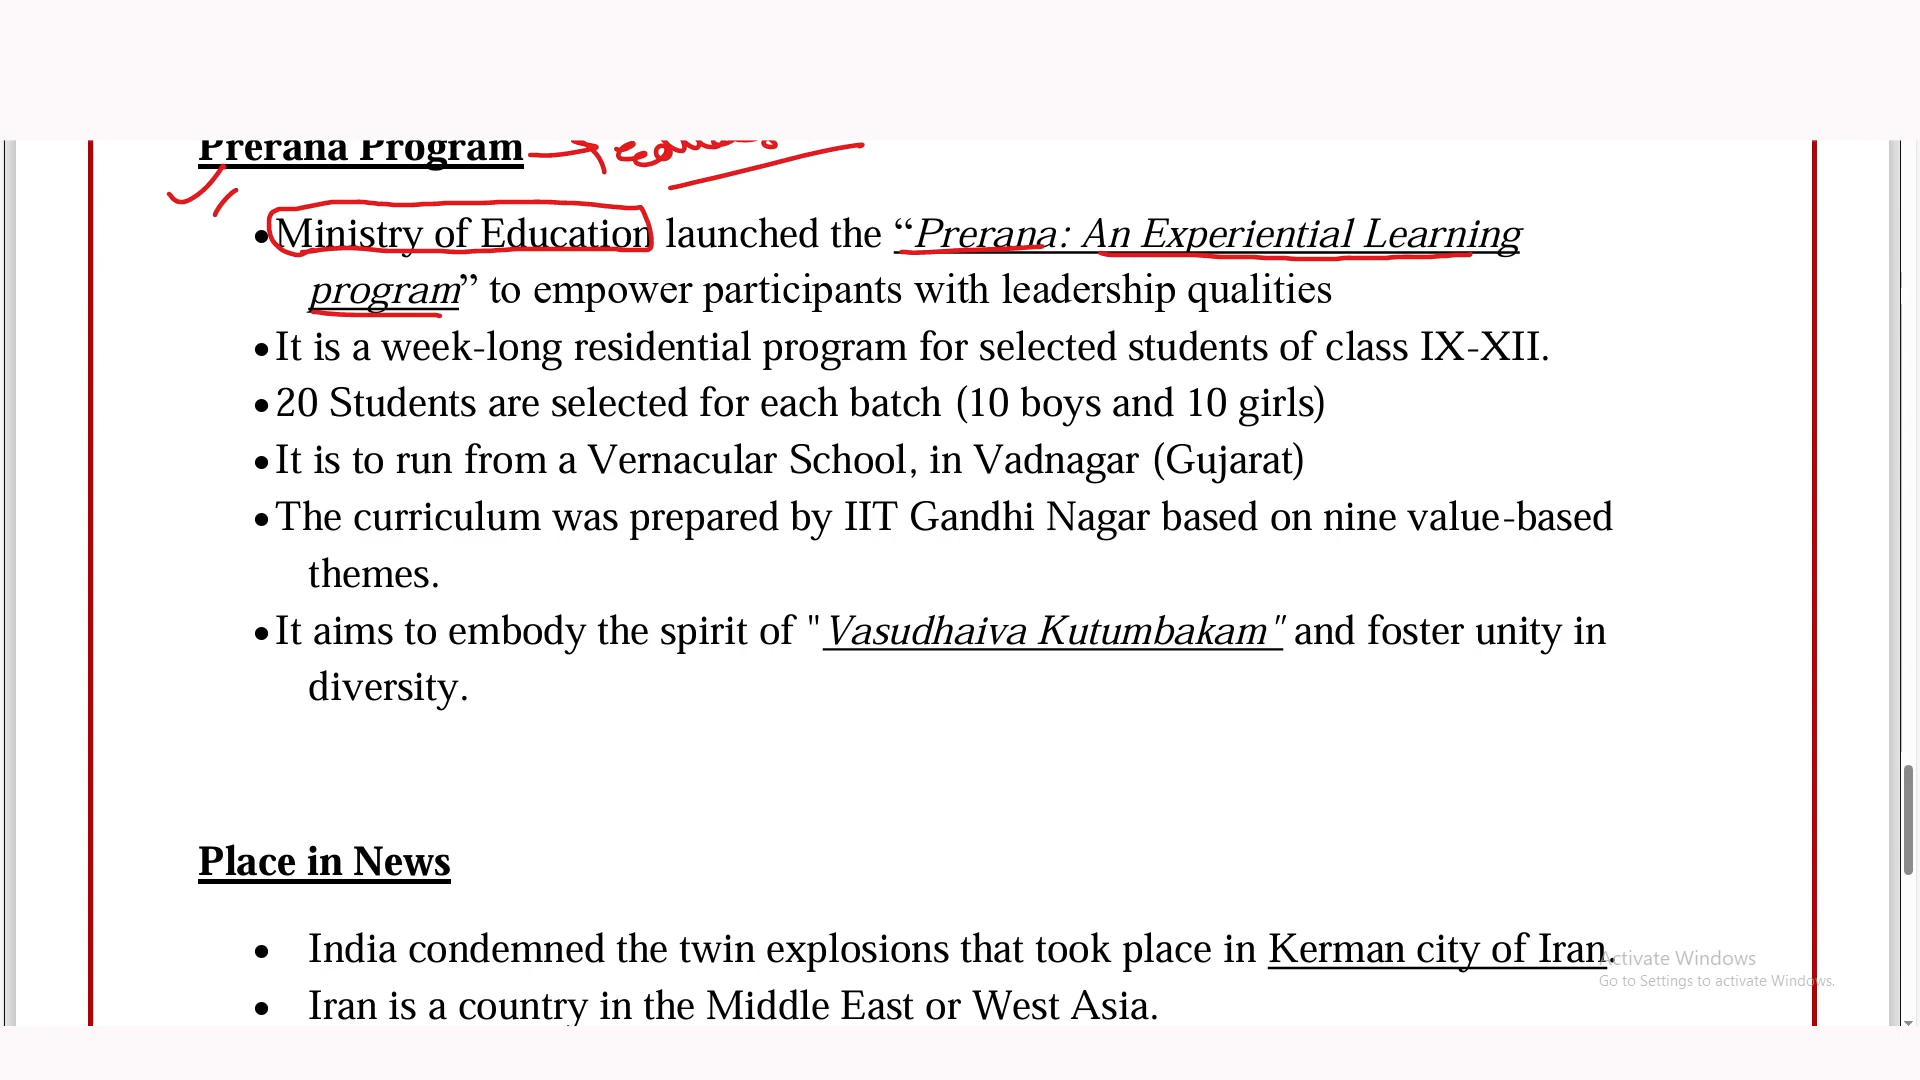 Prerana Program
• Ministry of Education launched the “Prerana: An Experiential Learning
program” to empower participants with leadership qualities
• It is a week-long residential program for selected students of class IX-XII.
• 20 Students are selected for each batch (10 boys and 10 girls)
• It is to run from a Vernacular School, in Vadnagar (Gujarat)
• The curriculum was prepared by IIT Gandhi Nagar based on nine value-based
themes.
• It aims to embody the spirit of "Vasudhaiva Kutumbakam" and foster unity in
diversity.
Place in News
• India condemned the twin explosions that took place in Kerman city of Iran.
• Iran is a country in the Middle East or West Asia.
Activate Windows
Go to Settings to activate Windows.